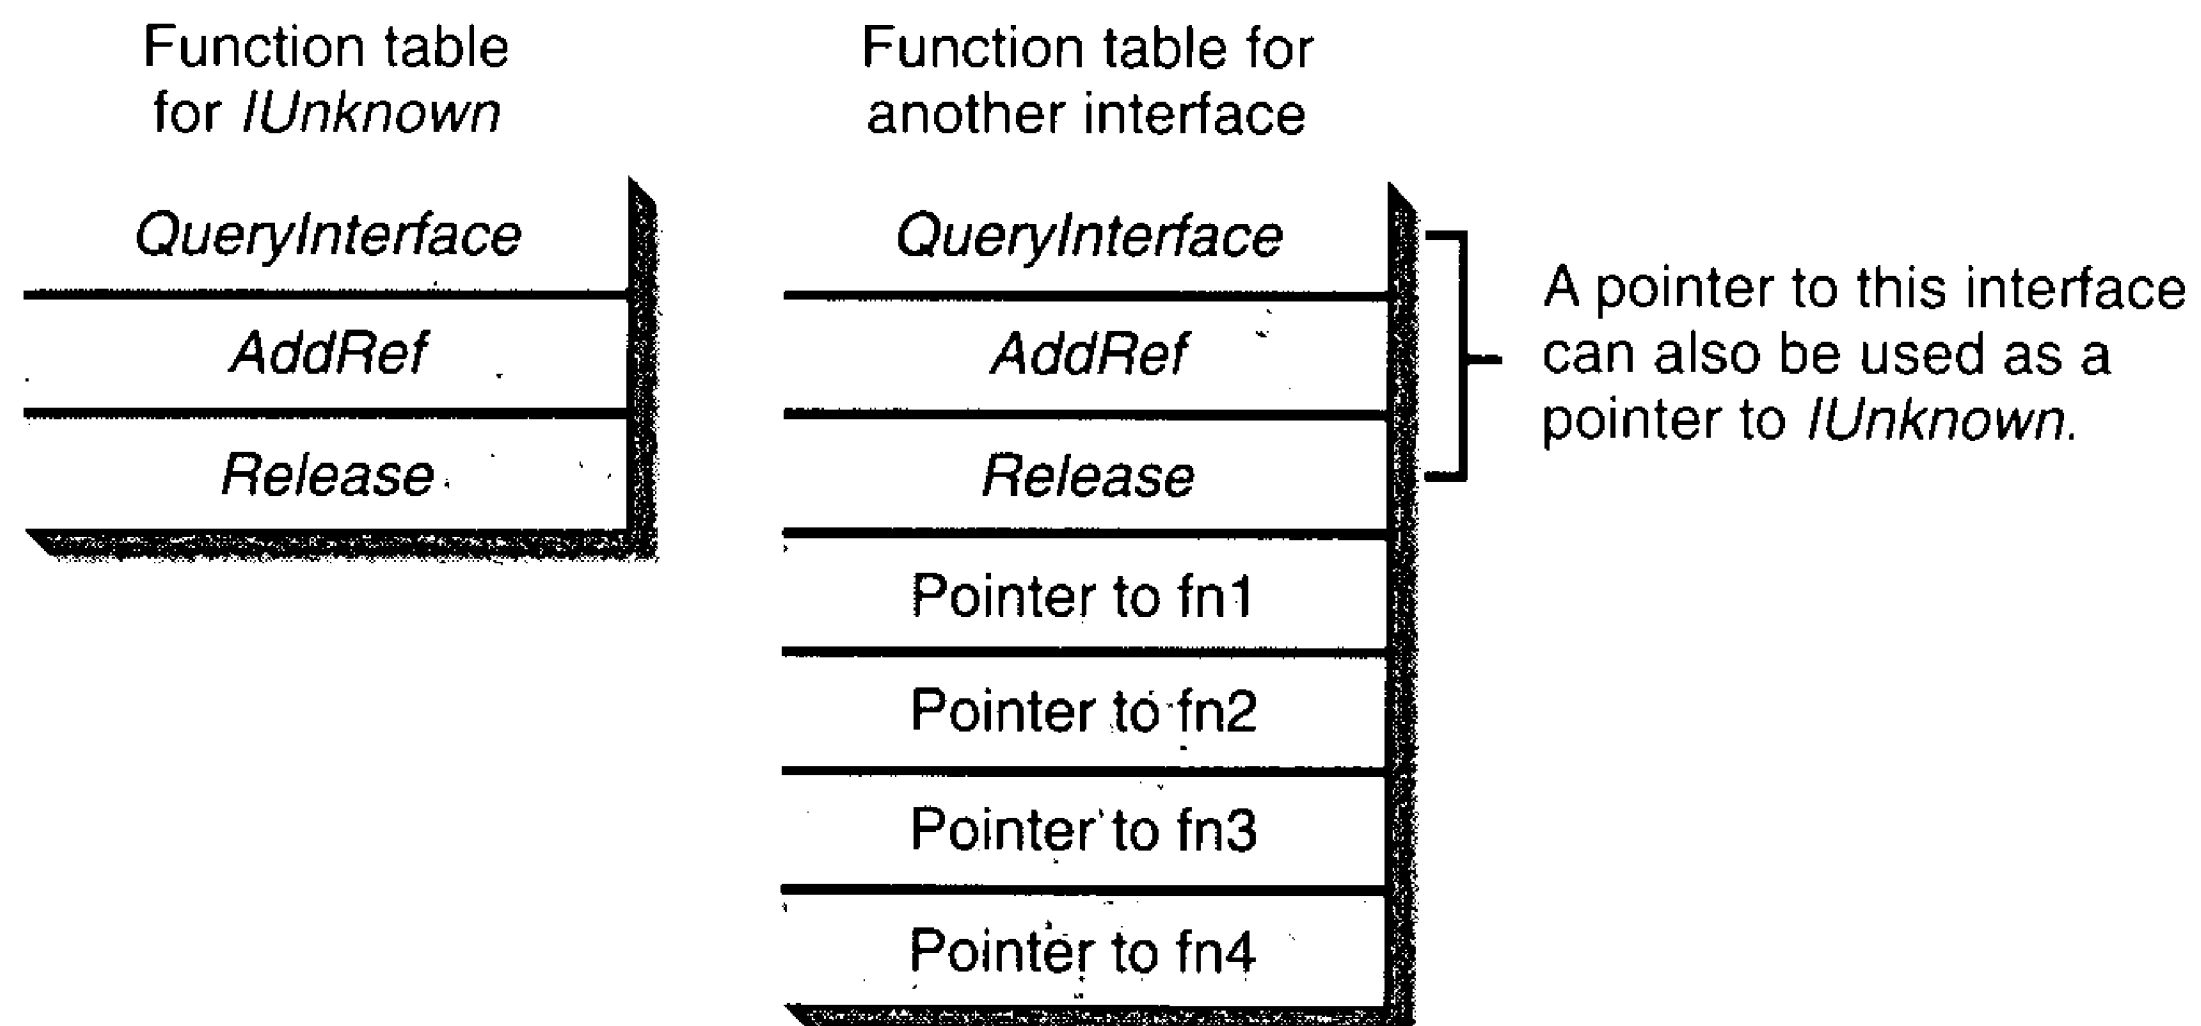 Function table
for IUnknown
QueryInterface
AddRef
Release
Function table for
another interface
QueryInterface
AddRef
Release
Pointer to fn1
Pointer to fn2
Pointer to fn3
Pointer to fn4
A pointer to this interface
can also be used as a
pointer to IUnknown.